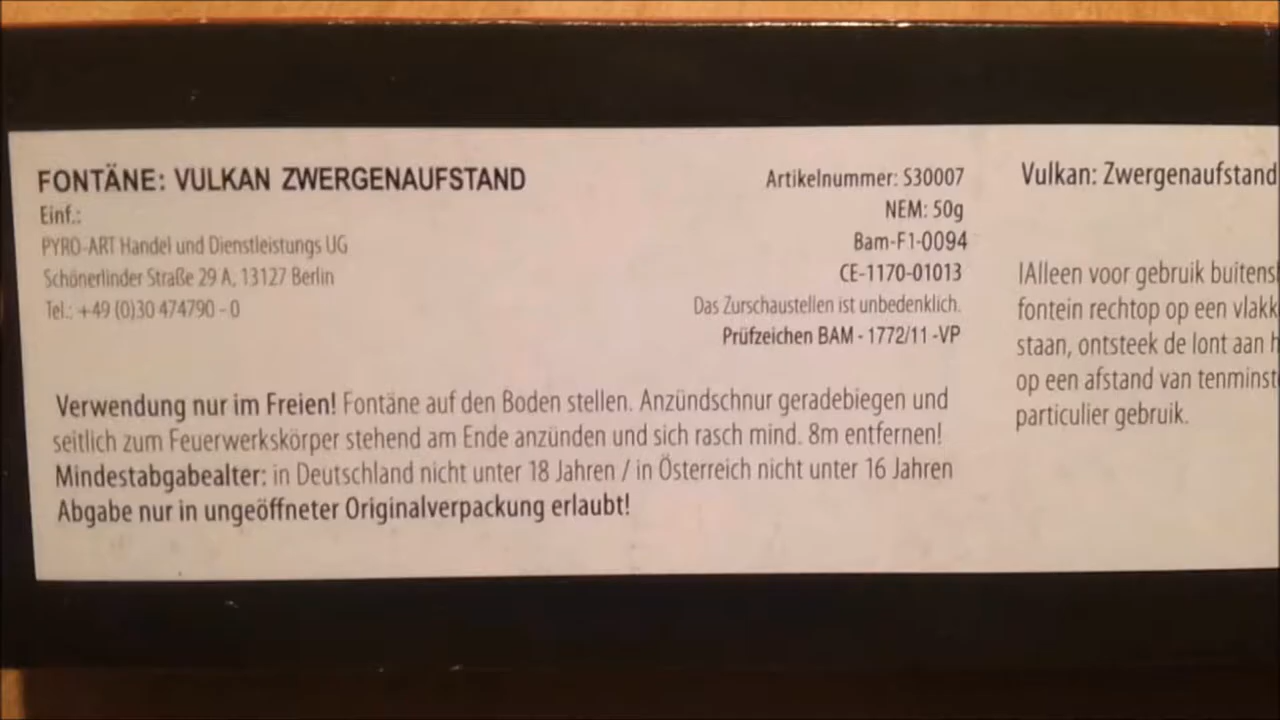 FONTÄNE: VULKAN ZWERGENAUFSTAND
Einf.:
PYRO-ART Handel und Dienstleistungs UG
Schönerlinder Straße 29 A, 13127 Berlin
Tel.: +49 (0)30 474790 - 0
Artikelnummer: S30007
NEM: 50g
Bam-F1-0094
CE-1170-01013
Das Zurschaustellen ist unbedenklich.
Prüfzeichen BAM - 1772/11 -VP
Verwendung nur im Freien! Fontäne auf den Boden stellen. Anzündschnur geradebiegen und
seitlich zum Feuerwerkskörper stehend am Ende anzünden und sich rasch mind. 8m entfernen!
Mindestabgabealter: in Deutschland nicht unter 18 Jahren / in Österreich nicht unter 16 Jahren
Abgabe nur in ungeöffneter Originalverpackung erlaubt!
Vulkan: Zwergenaufstand
lAlleen voor gebruik
fontein rechtop op een
staan, ontsteek de lont aan
op een afstand van
particulier gebruik.